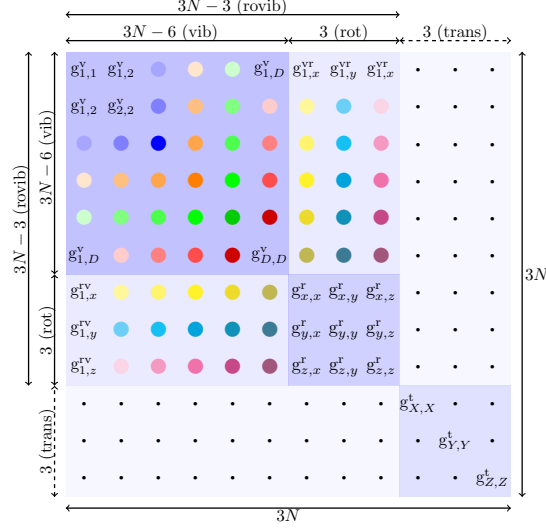 3N − 3 (rovib)
3N − 6 (vib) 3 (rot) 3 (trans)
g^v_{1,1} g^v_{1,2} g^v_{1,D} g^{vr}_{1,x} g^{vr}_{1,y} g^{vr}_{1,x}
g^v_{1,2} g^v_{2,2}
g^v_{1,D} g^v_{D,D}
g^{rv}_{1,x} g^r_{x,x} g^r_{x,y} g^r_{x,z}
g^{rv}_{1,y} g^r_{y,x} g^r_{y,y} g^r_{y,z}
g^{rv}_{1,z} g^r_{z,x} g^r_{z,y} g^r_{z,z}
g^t_{X,X}
g^t_{Y,Y}
g^t_{Z,Z}
3N − 3 (rovib)
3N − 6 (vib)
3 (rot)
3 (trans)
3N
3N